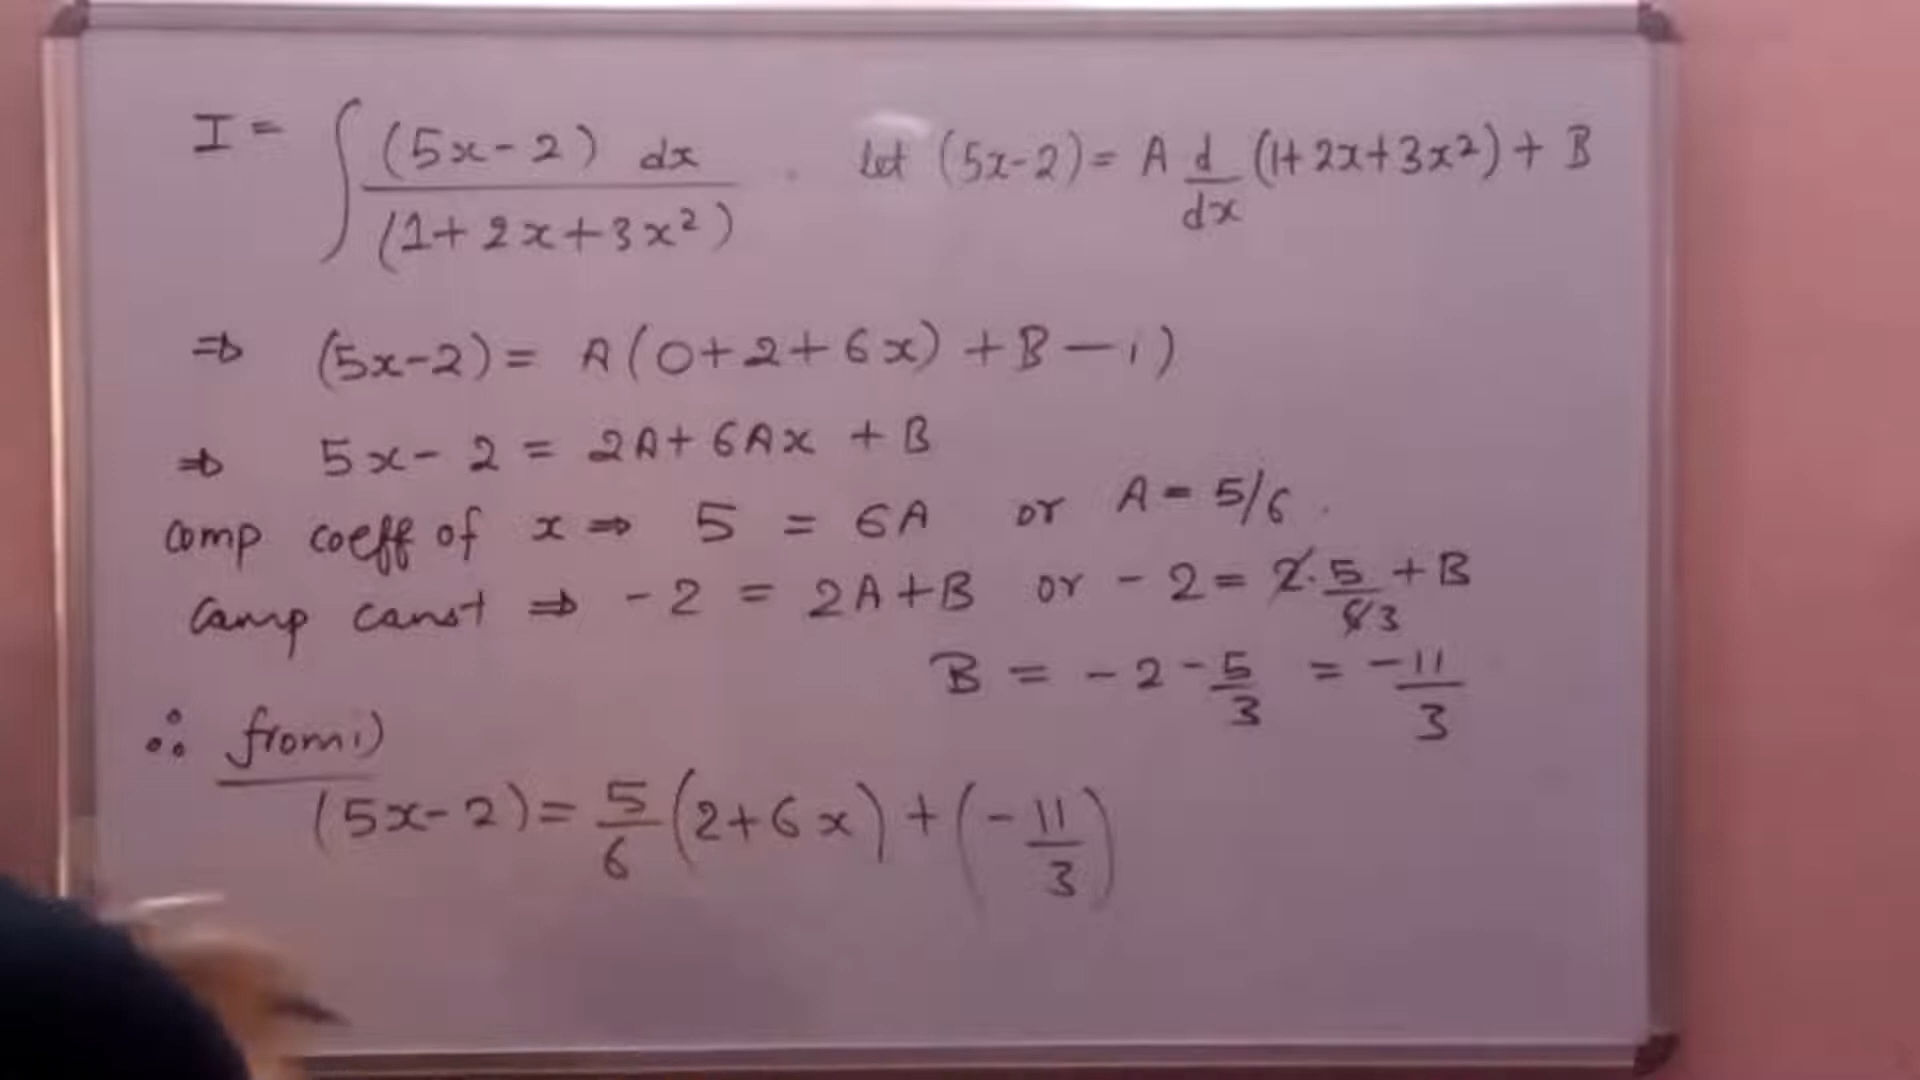 I = ∫ (5x-2) dx / (1+2x+3x²) . Let (5x-2) = A d/dx (1+2x+3x²) + B
⇒ (5x-2) = A(0+2+6x) + B — i)
⇒ 5x-2 = 2A+6Ax + B
Comp coeff of x ⇒ 5 = 6A or A = 5/6 .
Comp const ⇒ -2 = 2A+B or -2 = 2.5/6 3 + B
B = -2-5/3 = -11/3
∴ from i)
(5x-2) = 5/6 (2+6x) + (-11/3)